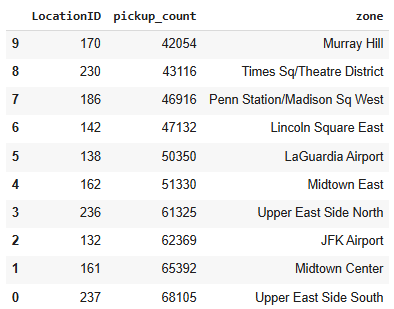 LocationID pickup_count zone
9 170 42054 Murray Hill
8 230 43116 Times Sq/Theatre District
7 186 46916 Penn Station/Madison Sq West
6 142 47132 Lincoln Square East
5 138 50350 LaGuardia Airport
4 162 51330 Midtown East
3 236 61325 Upper East Side North
2 132 62369 JFK Airport
1 161 65392 Midtown Center
0 237 68105 Upper East Side South